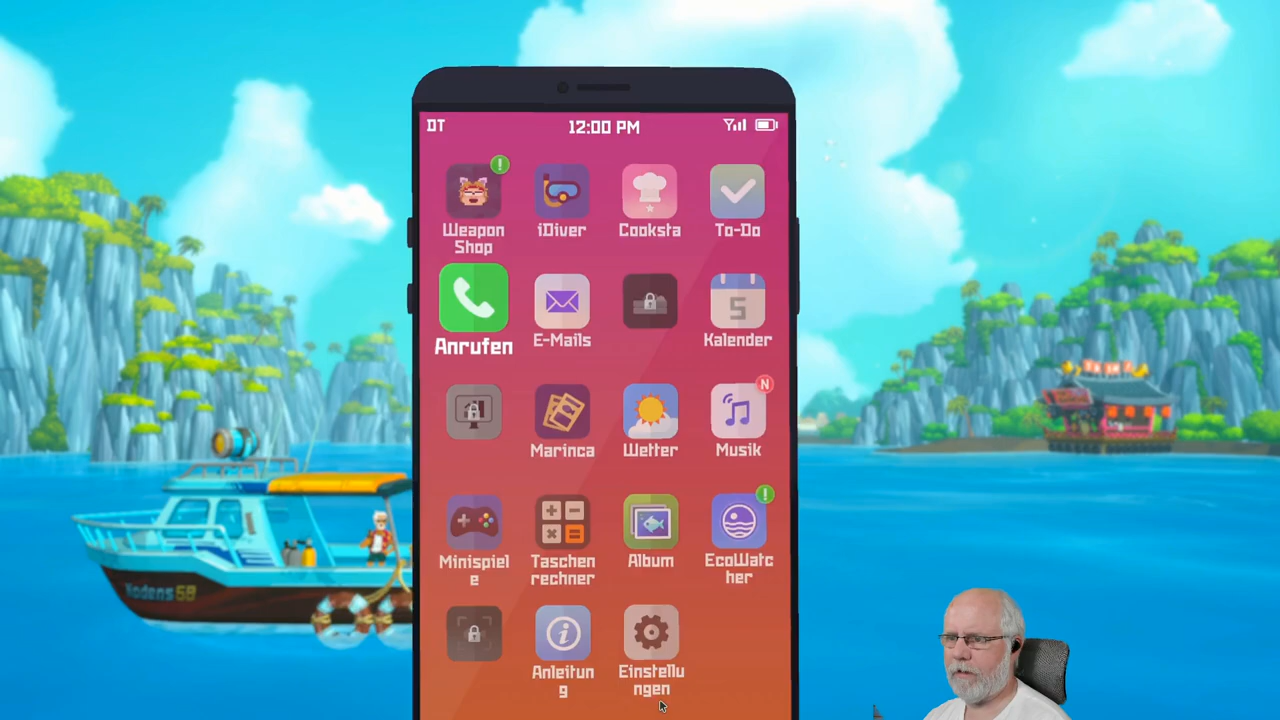 DT 12:00 PM
Weapon Shop
iDiver
Cooksta
To-Do
Anrufen
E-Mails
5
Kalender
Marinca
Wetter
N
Musik
Minispiel
e
Taschen
rechner
Album
EcoWatc
her
Anleitun
g
Einstellu
ngen
Yodens58